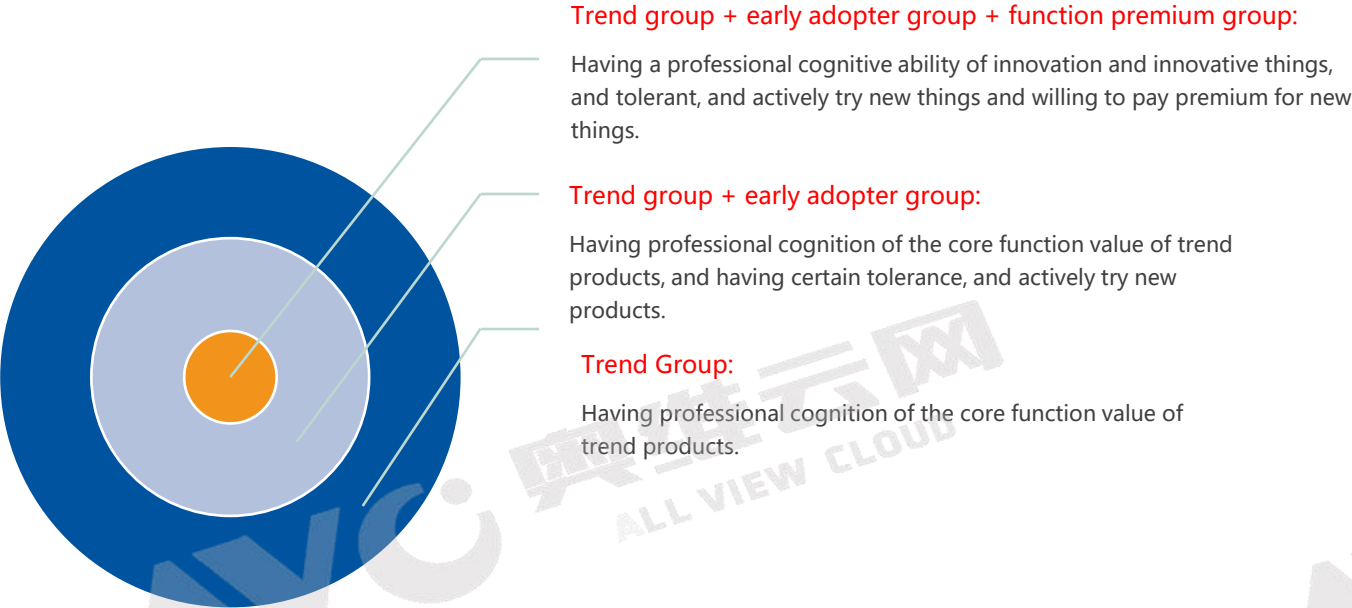 Trend group + early adopter group + function premium group:
Having a professional cognitive ability of innovation and innovative things,
and tolerant, and actively try new things and willing to pay premium for new
things.
Trend group + early adopter group:
Having professional cognition of the core function value of trend
products, and having certain tolerance, and actively try new
products.
Trend Group:
Having professional cognition of the core function value of
trend products.
奥维云网
ALL VIEW CLOUD
AVC